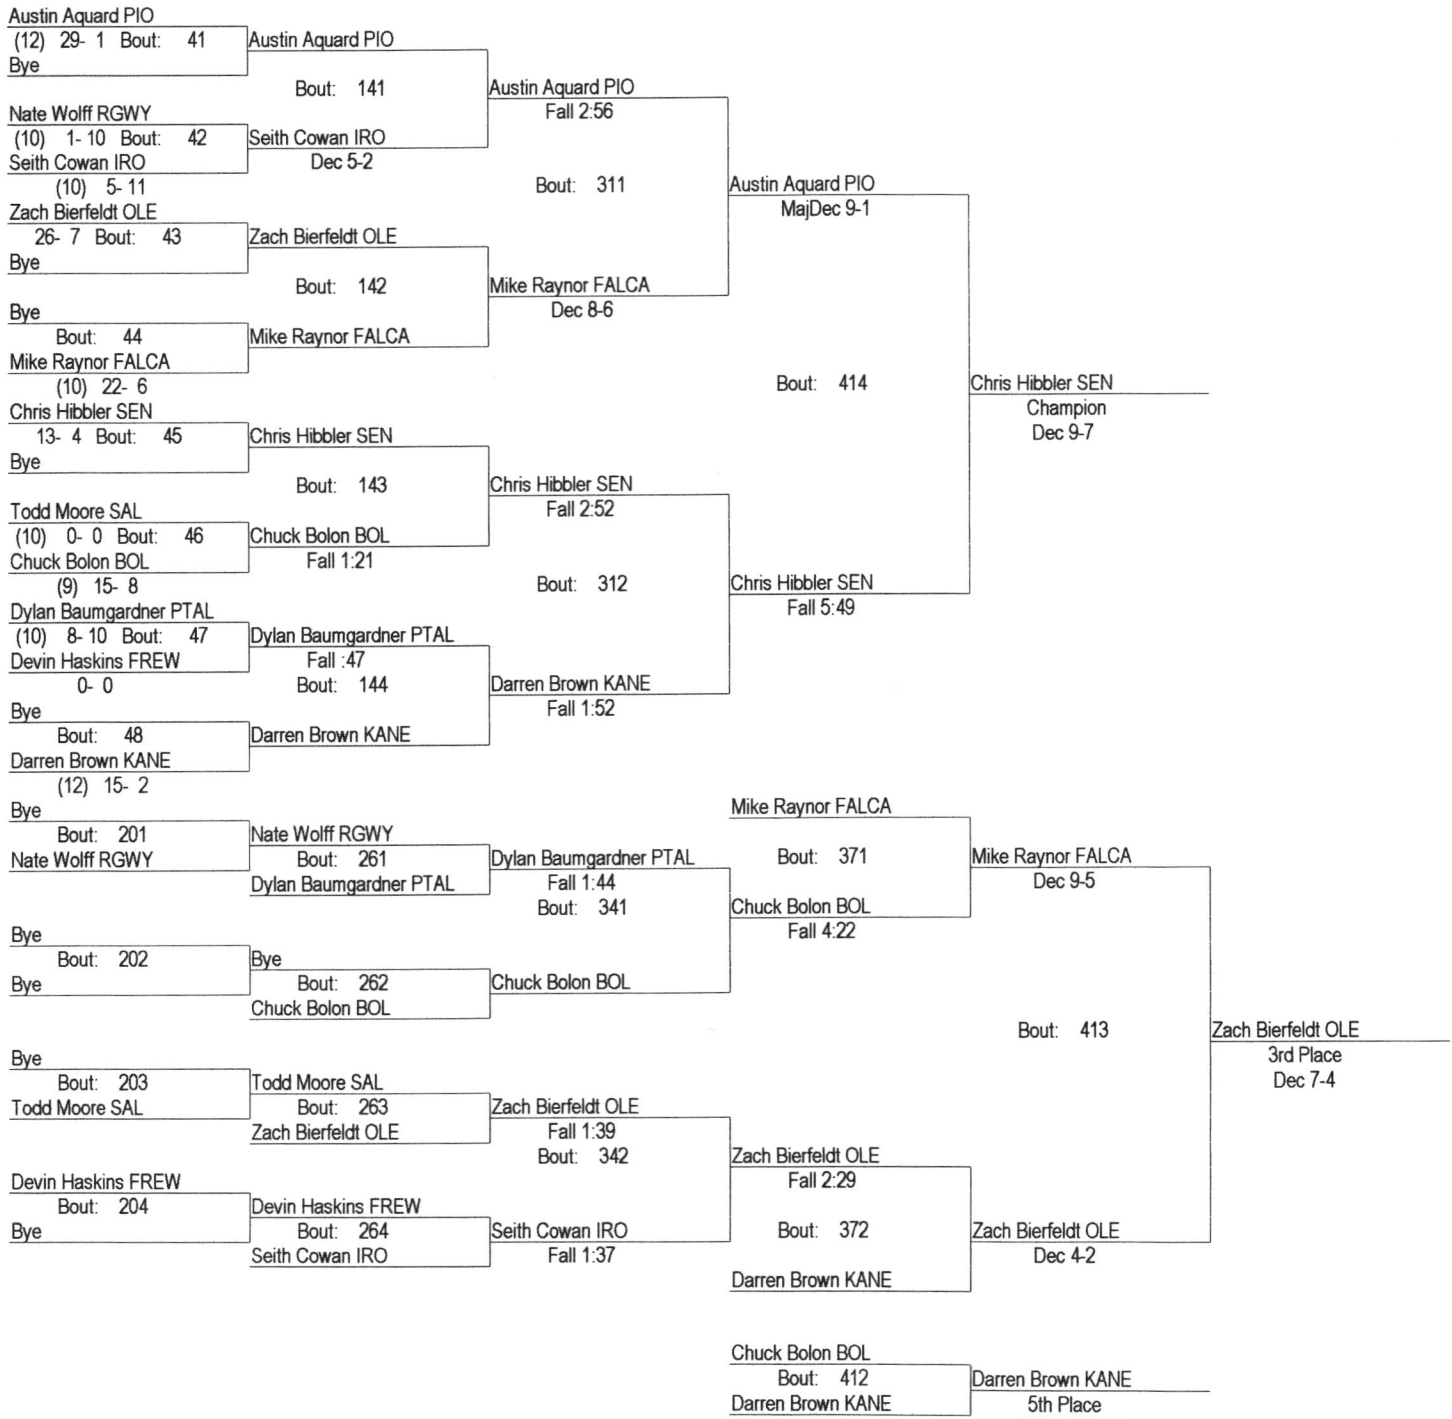 Austin Aquard PIO
(12) 29- 1 Bout: 41
Bye
Austin Aquard PIO
Bout: 141
Nate Wolff RGWY
(10) 1- 10 Bout: 42
Seith Cowan IRO
(10) 5- 11
Seith Cowan IRO
Dec 5-2
Austin Aquard PIO
Fall 2:56
Bout: 311
Zach Bierfeldt OLE
26- 7 Bout: 43
Bye
Zach Bierfeldt OLE
Bout: 142
Bye
Bout: 44
Mike Raynor FALCA
(10) 22- 6
Mike Raynor FALCA
Mike Raynor FALCA
Dec 8-6
Austin Aquard PIO
MajDec 9-1
Bout: 414
Chris Hibbler SEN
13- 4 Bout: 45
Bye
Chris Hibbler SEN
Bout: 143
Todd Moore SAL
(10) 0- 0 Bout: 46
Chuck Bolon BOL
(9) 15- 8
Chuck Bolon BOL
Fall 1:21
Chris Hibbler SEN
Fall 2:52
Bout: 312
Dylan Baumgardner PTAL
(10) 8- 10 Bout: 47
Devin Haskins FREW
0- 0
Dylan Baumgardner PTAL
Fall :47
Bout: 144
Bye
Bout: 48
Darren Brown KANE
(12) 15- 2
Darren Brown KANE
Darren Brown KANE
Fall 1:52
Chris Hibbler SEN
Fall 5:49
Chris Hibbler SEN
Champion
Dec 9-7
Bye
Bout: 201
Nate Wolff RGWY
Nate Wolff RGWY
Bout: 261
Dylan Baumgardner PTAL
Dylan Baumgardner PTAL
Fall 1:44
Bout: 341
Bye
Bout: 202
Bye
Bye
Bout: 262
Chuck Bolon BOL
Chuck Bolon BOL
Mike Raynor FALCA
Bout: 371
Chuck Bolon BOL
Fall 4:22
Mike Raynor FALCA
Dec 9-5
Bout: 413
Bye
Bout: 203
Todd Moore SAL
Todd Moore SAL
Bout: 263
Zach Bierfeldt OLE
Zach Bierfeldt OLE
Fall 1:39
Bout: 342
Devin Haskins FREW
Bout: 204
Bye
Devin Haskins FREW
Bout: 264
Seith Cowan IRO
Seith Cowan IRO
Fall 1:37
Zach Bierfeldt OLE
Fall 2:29
Bout: 372
Darren Brown KANE
Zach Bierfeldt OLE
Dec 4-2
Zach Bierfeldt OLE
3rd Place
Dec 7-4
Chuck Bolon BOL
Bout: 412
Darren Brown KANE
Darren Brown KANE
5th Place